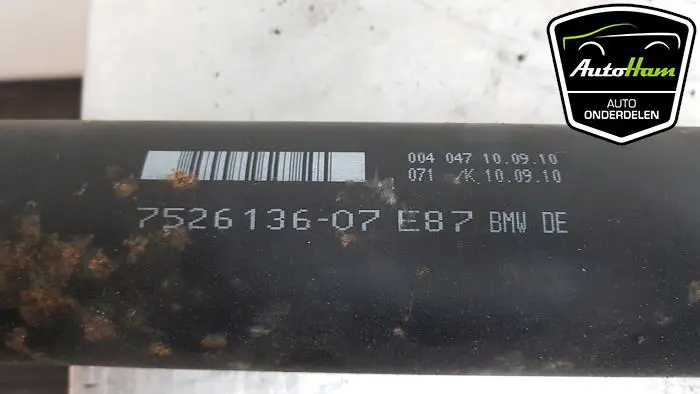 AutoHam
AUTO
ONDERDELEN
004 047 10.09.10
071 /K 10.09.10
7526136-07 E87 BMW DE